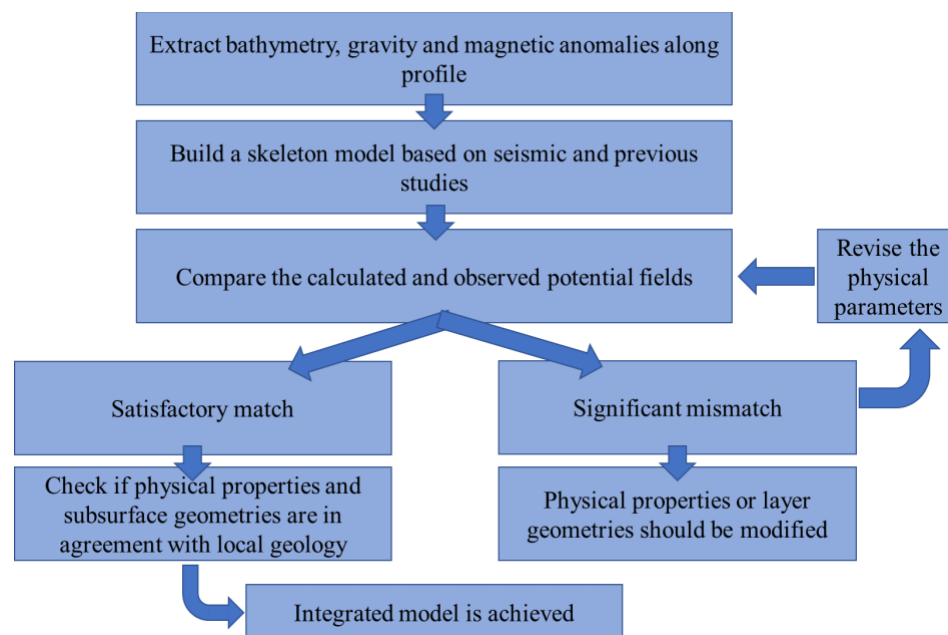 Extract bathymetry, gravity and magnetic anomalies along
profile
Build a skeleton model based on seismic and previous
studies
Compare the calculated and observed potential fields
Revise the
physical
parameters
Satisfactory match
Significant mismatch
Check if physical properties and
subsurface geometries are in
agreement with local geology
Physical properties or layer
geometries should be modified
Integrated model is achieved